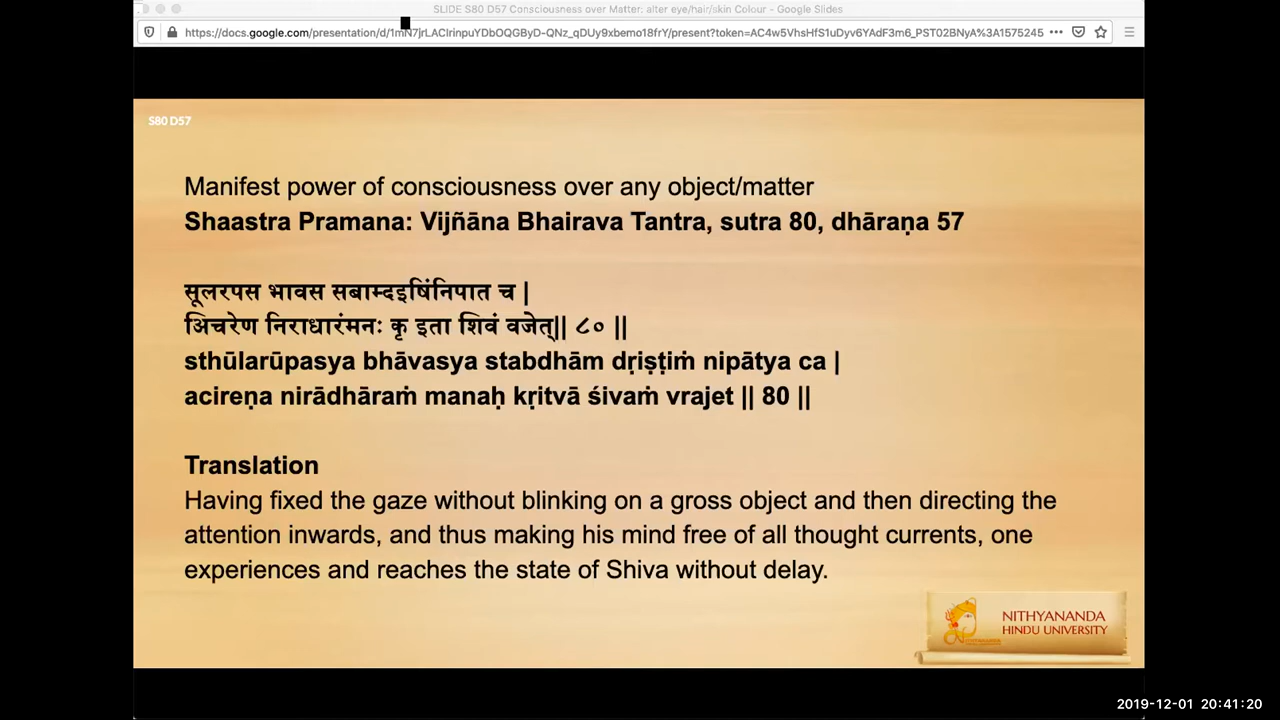 SLIDE S80 D57 Consciousness over Matter: alter eye/hair/skin Colour - Google Slides
https://docs.google.com/presentation/d/1mN7jrLACIrinpuYDbOQGByD-QNz_qDUy9xbemo18frY/present?token=AC4w5VhsHfS1uDyv6YAdF3m6_PST02BNyA%3A1575245
S80 D57
Manifest power of consciousness over any object/matter
Shaastra Pramana: Vijñāna Bhairava Tantra, sutra 80, dhāraṇa 57
सूलरपस भावस सबाम्दइषिंनिपात च |
अिचरेण निराधारंमनः कृ इता शिवं वजेत्|| ८० ||
sthūlarūpasya bhāvasya stabdhām dṛiṣṭiṁ nipātya ca |
acireṇa nirādhāraṁ manaḥ kṛitvā śivaṁ vrajet || 80 ||
Translation
Having fixed the gaze without blinking on a gross object and then directing the
attention inwards, and thus making his mind free of all thought currents, one
experiences and reaches the state of Shiva without delay.
NITHYANANDA
HINDU UNIVERSITY
2019-12-01 20:41:20